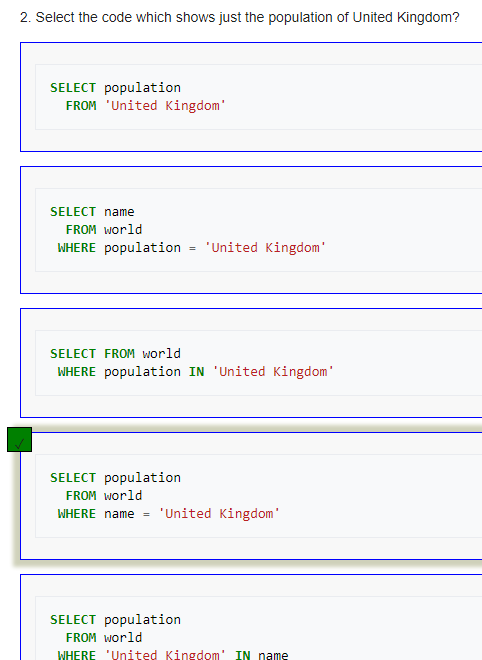 2. Select the code which shows just the population of United Kingdom?
SELECT population
FROM 'United Kingdom'
SELECT name
FROM world
WHERE population = 'United Kingdom'
SELECT FROM world
WHERE population IN 'United Kingdom'
✓
SELECT population
FROM world
WHERE name = 'United Kingdom'
SELECT population
FROM world
WHERE 'United Kingdom' IN name